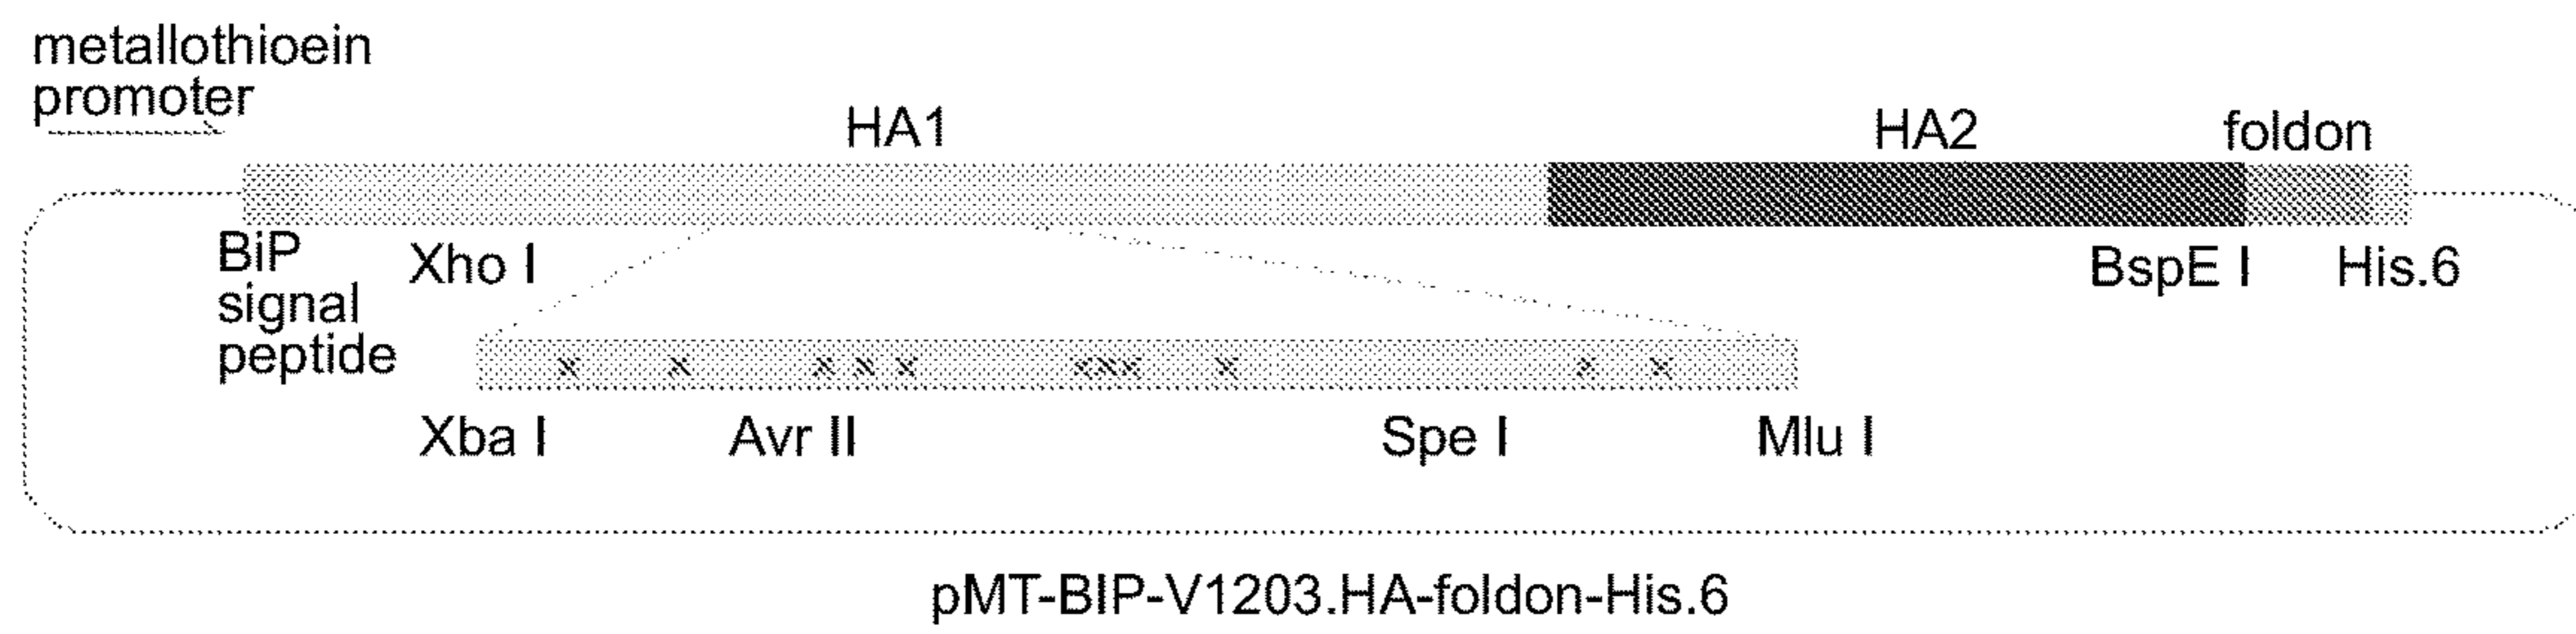 metallothioein
promoter
HA1
HA2
foldon
BiP
signal
peptide
Xho I
BspE I
His.6
Xba I
Avr II
Spe I
Mlu I
pMT-BIP-V1203.HA-foldon-His.6